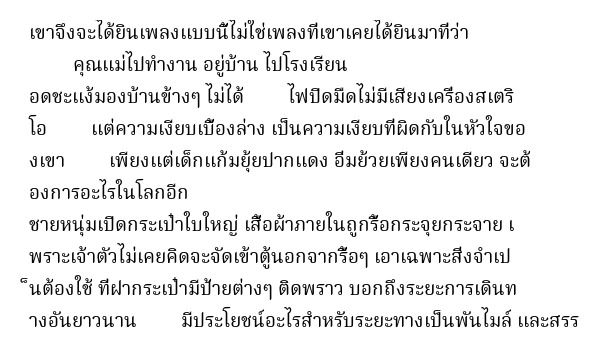 เขาจึงจะได้ยินเพลงแบบนี้ไม่ใช่เพลงที่เขาเคยได้ยินมาที่ว่า
คุณแม่ไปทำงาน อยู่บ้าน ไปโรงเรียน
อดชะแง้มองบ้านข้างๆ ไม่ได้ ไฟปิดมืดไม่มีเสียงเครื่องสเตริ
โอ แต่ความเงียบเบื้องล่าง เป็นความเงียบที่ผิดกับในหัวใจขอ
งเขา เพียงแต่เด็กแก้มยุ้ยปากแดง อิ่มย้วยเพียงคนเดียว จะต้
องการอะไรในโลกอีก
ชายหนุ่มเปิดกระเป๋าใบใหญ่ เสื้อผ้าภายในถูกรื้อกระจุยกระจาย เ
พราะเจ้าตัวไม่เคยคิดจะจัดเข้าตู้นอกจากรื้อๆ เอาเฉพาะสิ่งจำเป
็นต้องใช้ ที่ฝากระเป๋ามีป้ายต่างๆ ติดพราว บอกถึงระยะการเดินท
างอันยาวนาน มีประโยชน์อะไรสำหรับระยะทางเป็นพันไมล์ และสรร